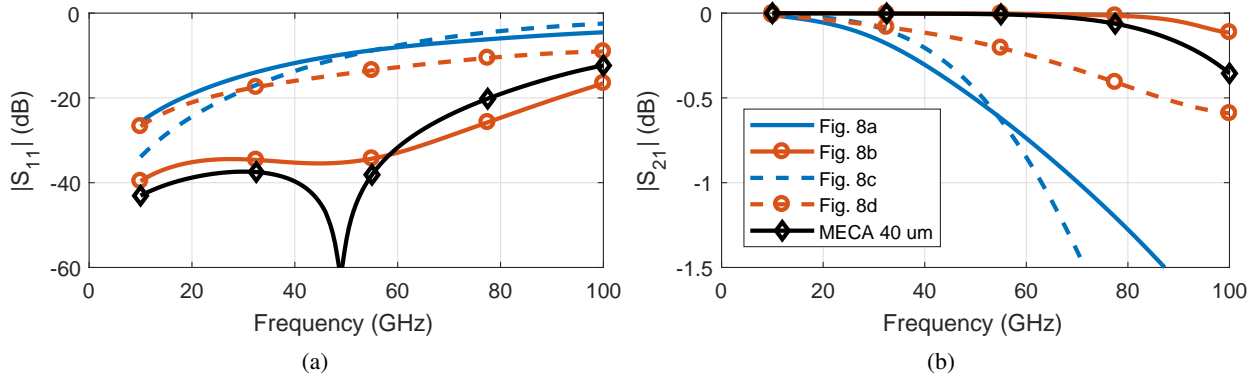 0
-20
-40
-60
|S11| (dB)
0 20 40 60 80 100
Frequency (GHz)
(a)
0
-0.5
-1
-1.5
|S21| (dB)
Fig. 8a
Fig. 8b
Fig. 8c
Fig. 8d
MECA 40 um
0 20 40 60 80 100
Frequency (GHz)
(b)